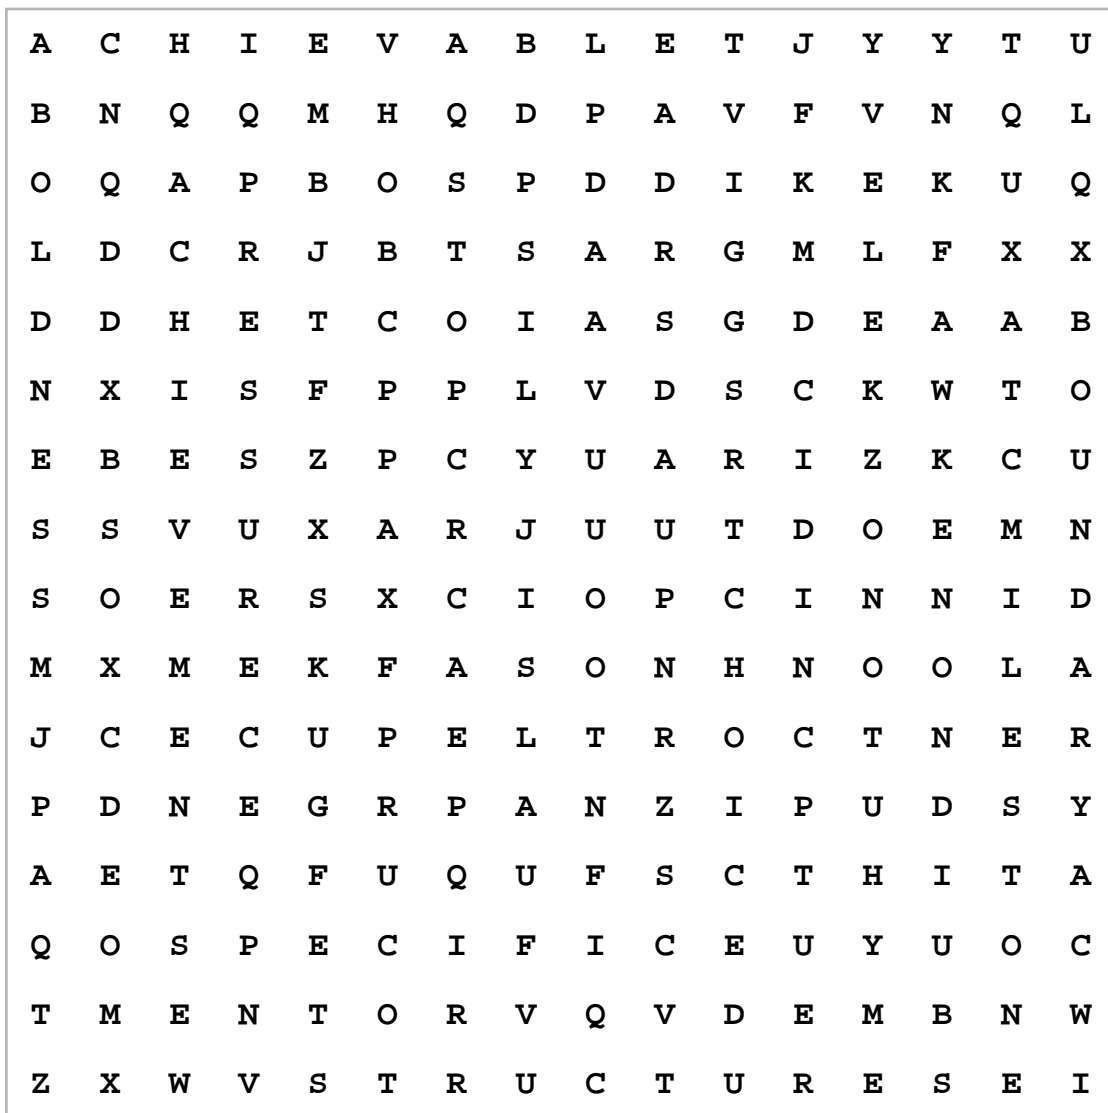 A C H I E V A B L E T J Y Y T U
B N Q Q M H Q D P A V F V N Q L
O Q A P B O S P D D I K E K U Q
L D C R J B T S A R G M L F X X
D D H E T C O I A S G D E A A B
N X I S F P P L V D S C K W T O
E B E S Z P C Y U A R I Z K C U
S S V U X A R J U U T D O E M N
S O E R S X C I O P C I N N I D
M X M E K F A S O N H N O O L A
J C E C U P E L T R O C T N E R
P D N E G R P A N Z I P U D S Y
A E T Q F U Q U F S C T H I T A
Q O S P E C I F I C E U Y U O C
T M E N T O R V Q V D E M B N W
Z X W V S T R U C T U R E S E I